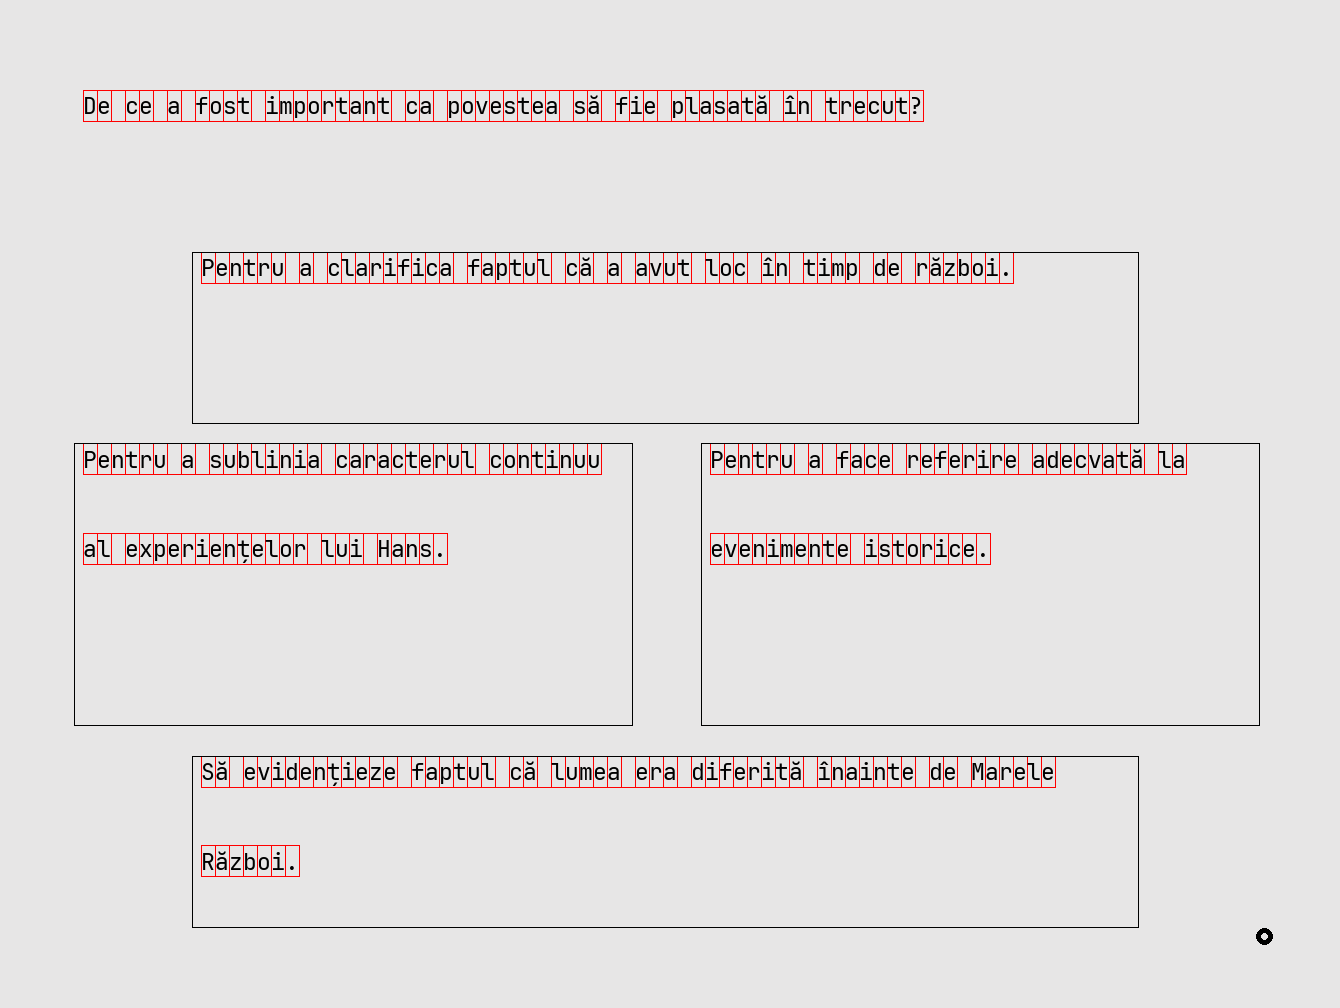 De ce a fost important ca povestea să fie plasată în trecut?
Pentru a clarifica faptul că a avut loc în timp de război.
Pentru a sublinia caracterul continuu
al experiențelor lui Hans.
Pentru a face referire adecvată la
evenimente istorice.
Să evidențieze faptul că lumea era diferită înainte de Marele
Război.